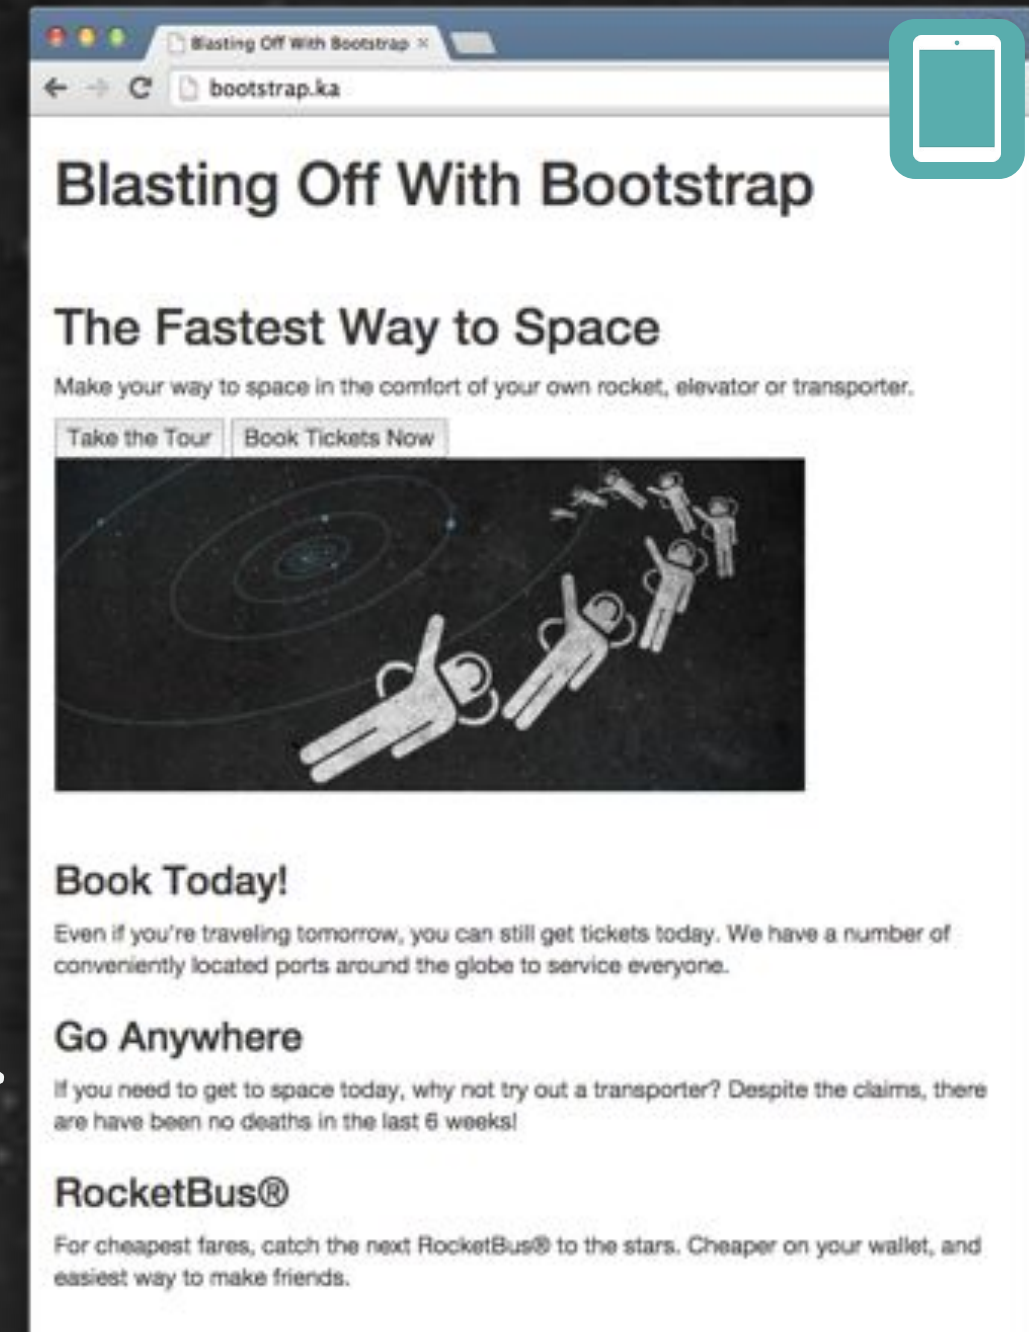 Blasting Off With Bootstrap ×
bootstrap.ka
Blasting Off With Bootstrap
The Fastest Way to Space
Make your way to space in the comfort of your own rocket, elevator or transporter.
Take the Tour
Book Tickets Now
Book Today!
Even if you're traveling tomorrow, you can still get tickets today. We have a number of
conveniently located ports around the globe to service everyone.
Go Anywhere
If you need to get to space today, why not try out a transporter? Despite the claims, there
are have been no deaths in the last 6 weeks!
RocketBus®
For cheapest fares, catch the next RocketBus® to the stars. Cheaper on your wallet, and
easiest way to make friends.